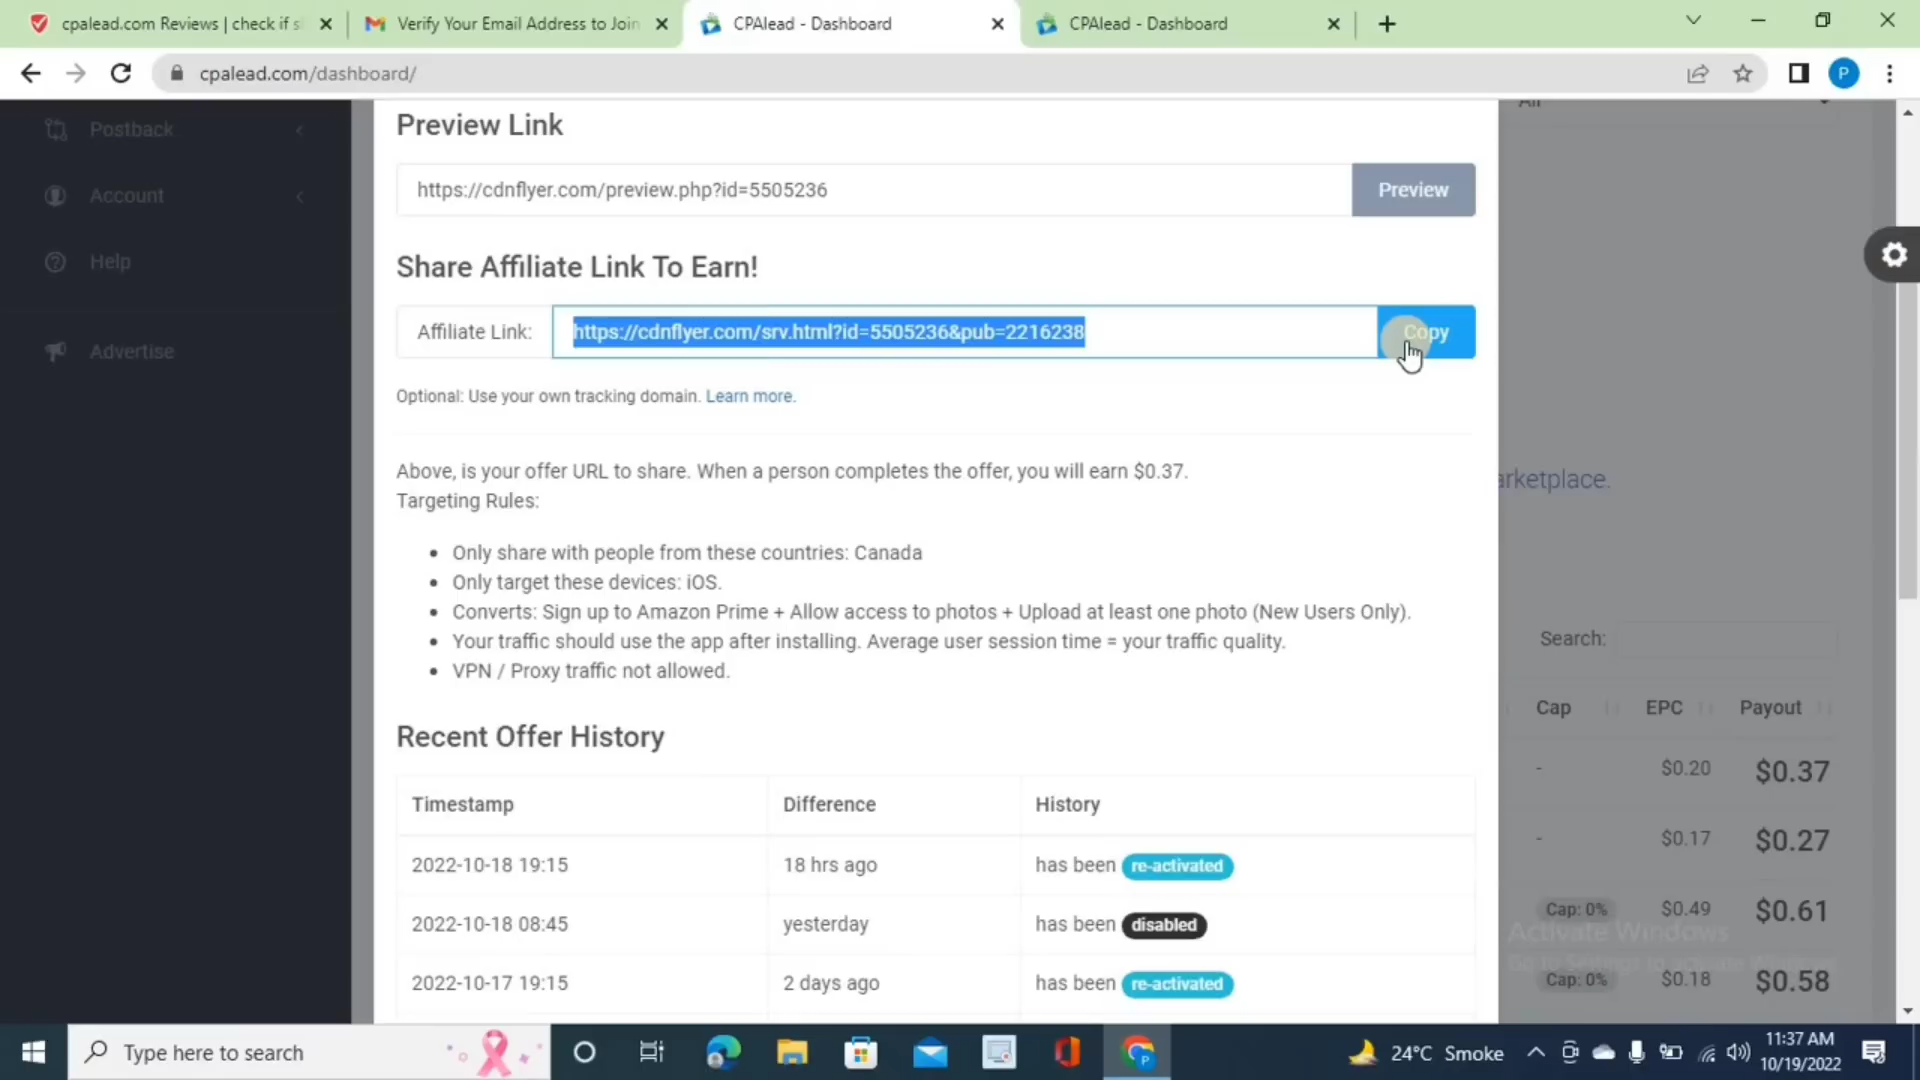 cpalead.com Reviews | check if s
Verify Your Email Address to Join
CPAlead - Dashboard
CPAlead - Dashboard
cpalead.com/dashboard/
P
Postback
Account
Help
Advertise
Preview Link
https://cdnflyer.com/preview.php?id=5505236
Preview
Share Affiliate Link To Earn!
Affiliate Link:
https://cdnflyer.com/srv.html?id=5505236&pub=2216238
Copy
Optional: Use your own tracking domain. Learn more.
Above, is your offer URL to share. When a person completes the offer, you will earn $0.37.
Targeting Rules:
• Only share with people from these countries: Canada
• Only target these devices: iOS.
• Converts: Sign up to Amazon Prime + Allow access to photos + Upload at least one photo (New Users Only).
• Your traffic should use the app after installing. Average user session time = your traffic quality.
• VPN / Proxy traffic not allowed.
Recent Offer History
Timestamp Difference History
2022-10-18 19:15 18 hrs ago has been re-activated
2022-10-18 08:45 yesterday has been disabled
2022-10-17 19:15 2 days ago has been re-activated
All
arketplace.
Search:
Cap EPC Payout
- $0.20 $0.37
- $0.17 $0.27
Cap: 0% $0.49 $0.61
Activate Windows
Go to Settings to activate Windows.
Cap: 0% $0.18 $0.58
Type here to search
24°C Smoke
11:37 AM
10/19/2022